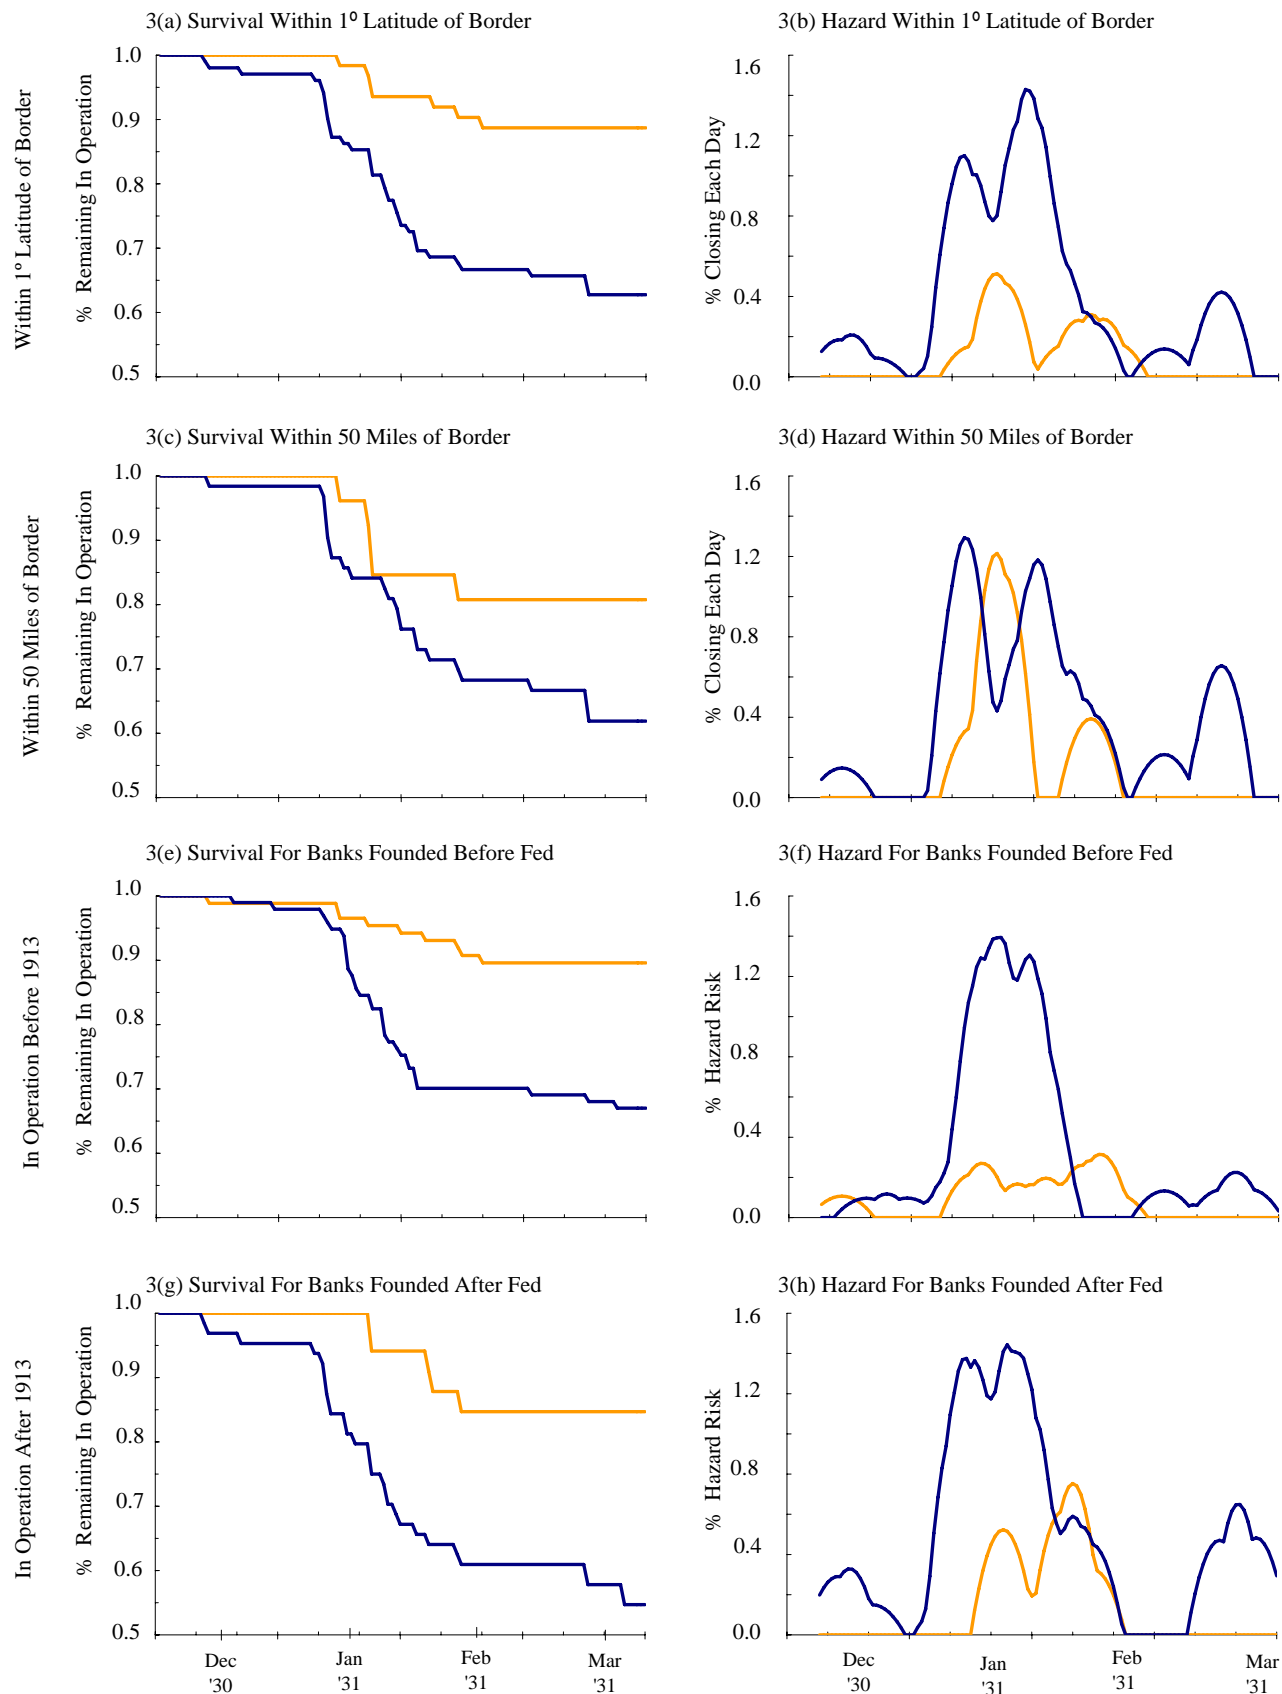 3(a) Survival Within 1º Latitude of Border
3(b) Hazard Within 1º Latitude of Border
Within 1º Latitude of Border
% Remaining In Operation
1.0
0.9
0.8
0.7
0.6
0.5
% Closing Each Day
1.6
1.2
0.8
0.4
0.0
3(c) Survival Within 50 Miles of Border
3(d) Hazard Within 50 Miles of Border
Within 50 Miles of Border
% Remaining In Operation
1.0
0.9
0.8
0.7
0.6
0.5
% Closing Each Day
1.6
1.2
0.8
0.4
0.0
3(e) Survival For Banks Founded Before Fed
3(f) Hazard For Banks Founded Before Fed
In Operation Before 1913
% Remaining In Operation
1.0
0.9
0.8
0.7
0.6
0.5
% Hazard Risk
1.6
1.2
0.8
0.4
0.0
3(g) Survival For Banks Founded After Fed
3(h) Hazard For Banks Founded After Fed
In Operation After 1913
% Remaining In Operation
1.0
0.9
0.8
0.7
0.6
0.5
% Hazard Risk
1.6
1.2
0.8
0.4
0.0
Dec Jan Feb Mar
'30 '31 '31 '31
Dec Jan Feb Mar
'30 '31 '31 '31